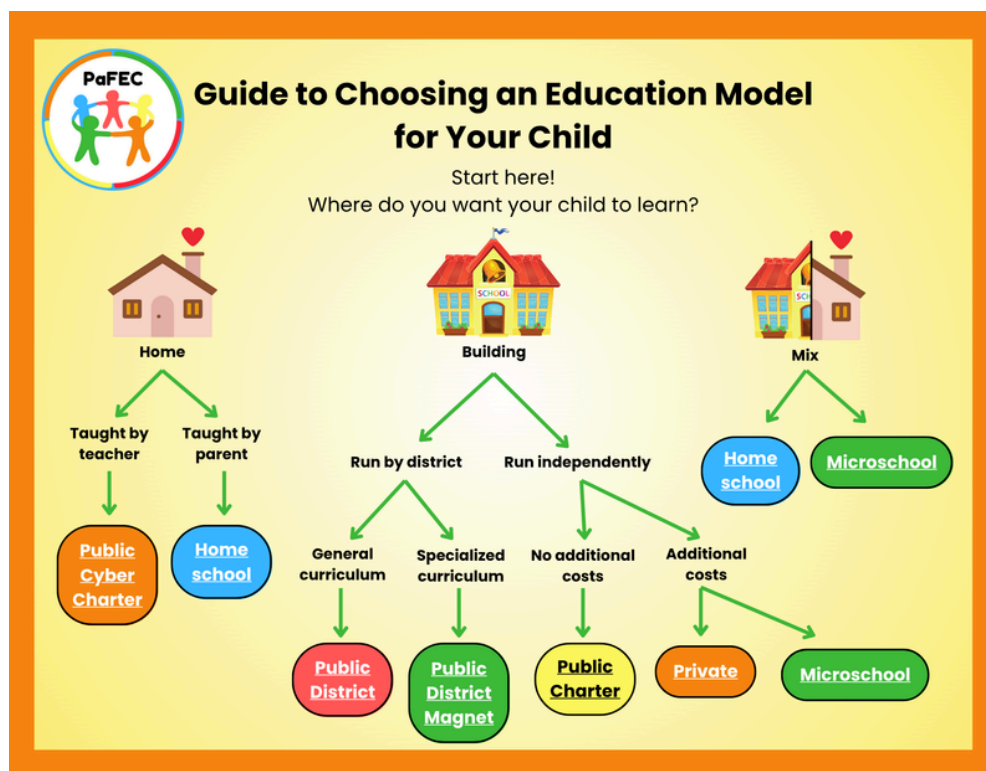 PaFEC
Guide to Choosing an Education Model
for Your Child
Start here!
Where do you want your child to learn?
SCHOOL
SCH
Home
Building
Mix
Taught by
teacher
Taught by
parent
Run by district
Run independently
Home
school
Microschool
Public
Cyber
Charter
Home
school
General
curriculum
Specialized
curriculum
No additional
costs
Additional
costs
Public
District
Public
District
Magnet
Public
Charter
Private
Microschool